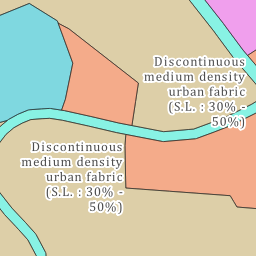 Discontinuous
medium density
urban fabric
(S.L. : 30% -
50%)
Discontinuous
medium density
urban fabric
(S.L. : 30% -
50%)